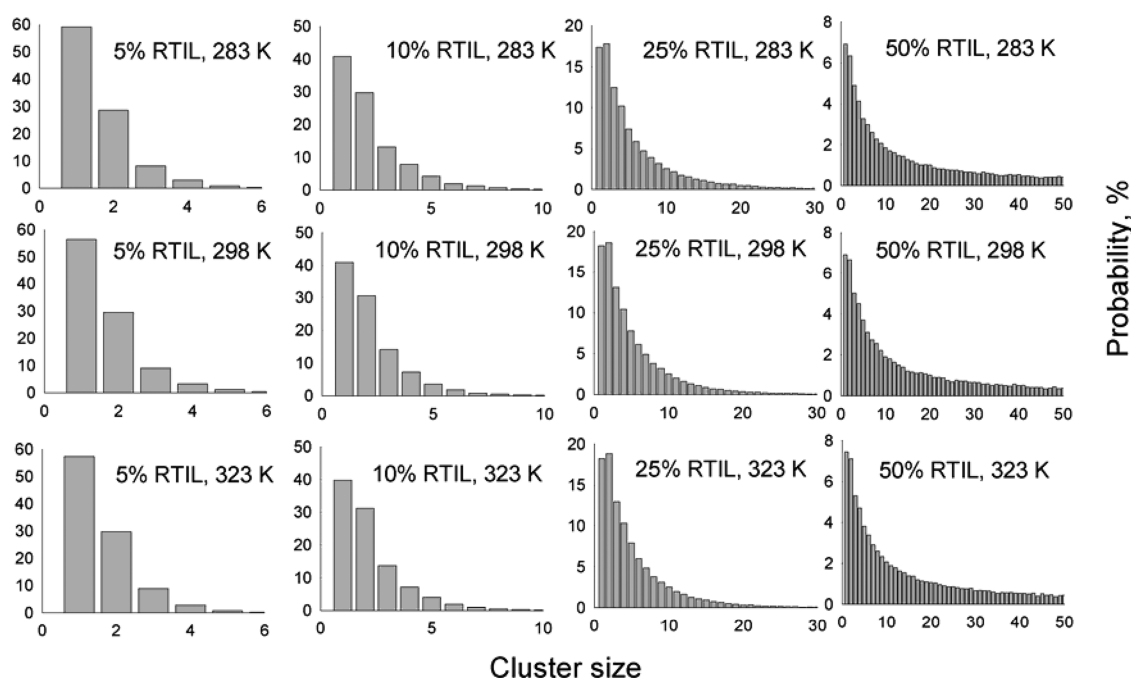 60
50
40
30
20
10
0
5% RTIL, 283 K
0 2 4 6
50
40
30
20
10
0
10% RTIL, 283 K
0 5 10
20
15
10
5
0
25% RTIL, 283 K
0 10 20 30
8
6
4
2
0
50% RTIL, 283 K
0 10 20 30 40 50
60
50
40
30
20
10
0
5% RTIL, 298 K
0 2 4 6
50
40
30
20
10
0
10% RTIL, 298 K
0 5 10
20
15
10
5
0
25% RTIL, 298 K
0 10 20 30
8
6
4
2
0
50% RTIL, 298 K
0 10 20 30 40 50
60
50
40
30
20
10
0
5% RTIL, 323 K
0 2 4 6
50
40
30
20
10
0
10% RTIL, 323 K
0 5 10
20
15
10
5
0
25% RTIL, 323 K
0 10 20 30
8
6
4
2
0
50% RTIL, 323 K
0 10 20 30 40 50
Probability, %
Cluster size